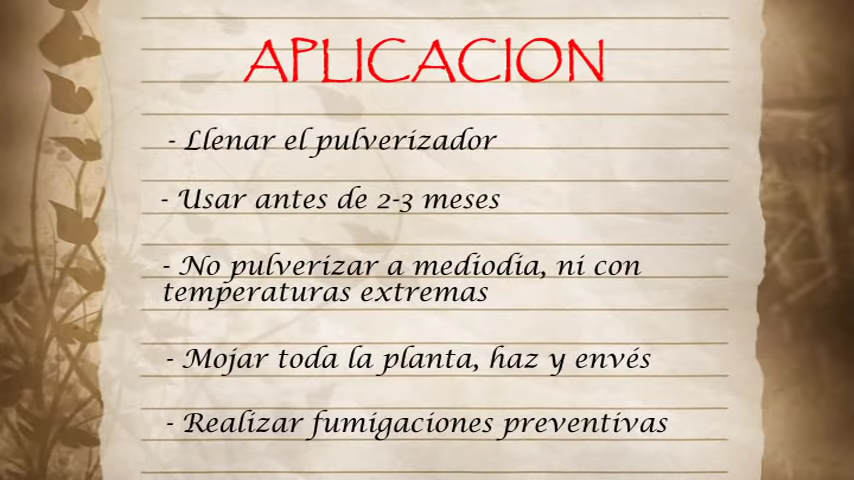 APLICACION
- Llenar el pulverizador
- Usar antes de 2-3 meses
- No pulverizar a mediodia, ni con
temperaturas extremas
- Mojar toda la planta, haz y envés
- Realizar fumigaciones preventivas